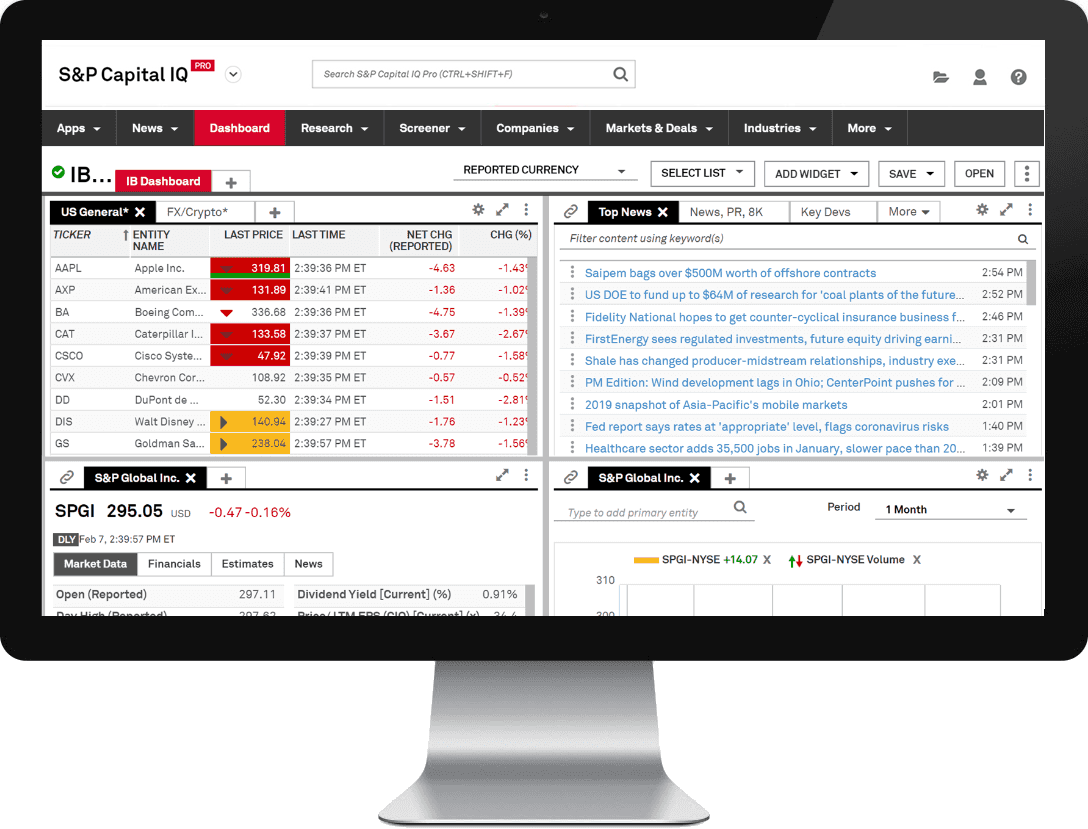 S&P Capital IQ PRO
Search S&P Capital IQ Pro (CTRL+SHIFT+F)
Apps News Dashboard Research Screener Companies Markets & Deals Industries More
IB... IB Dashboard + REPORTED CURRENCY SELECT LIST ADD WIDGET SAVE OPEN
US General* X FX/Crypto* +
TICKER ENTITY NAME LAST PRICE LAST TIME NET CHG (REPORTED) CHG (%)
AAPL Apple Inc. 319.81 2:39:36 PM ET -4.63 -1.43%
AXP American Ex... 131.89 2:39:41 PM ET -1.36 -1.02%
BA Boeing Com... 336.68 2:39:36 PM ET -4.75 -1.39%
CAT Caterpillar I... 133.58 2:39:37 PM ET -3.67 -2.67%
CSCO Cisco Syste... 47.92 2:39:39 PM ET -0.77 -1.58%
CVX Chevron Cor... 108.92 2:39:35 PM ET -0.57 -0.52%
DD DuPont de ... 52.30 2:39:34 PM ET -1.51 -2.81%
DIS Walt Disney ... 140.94 2:39:27 PM ET -1.76 -1.23%
GS Goldman Sa... 238.04 2:39:57 PM ET -3.78 -1.56%
Top News X News, PR, 8K Key Devs More
Filter content using keyword(s)
Saipem bags over $500M worth of offshore contracts 2:54 PM
US DOE to fund up to $64M of research for 'coal plants of the future... 2:52 PM
Fidelity National hopes to get counter-cyclical insurance business f... 2:46 PM
FirstEnergy sees regulated investments, future equity driving earni... 2:31 PM
Shale has changed producer-midstream relationships, industry exe... 2:31 PM
PM Edition: Wind development lags in Ohio; CenterPoint pushes for ... 2:09 PM
2019 snapshot of Asia-Pacific's mobile markets 2:01 PM
Fed report says rates at 'appropriate' level, flags coronavirus risks 1:40 PM
Healthcare sector adds 35,500 jobs in January, slower pace than 20... 1:39 PM
S&P Global Inc. X +
SPGI 295.05 USD -0.47 -0.16%
DLY Feb 7, 2:39:57 PM ET
Market Data Financials Estimates News
Open (Reported) 297.11 Dividend Yield [Current] (%) 0.91%
Day High (Reported) 297.62 Price/ LTM EPS (CIQ) [Current] (x) 34.4
S&P Global Inc. X +
Type to add primary entity Period 1 Month
SPGI-NYSE +14.07 X SPGI-NYSE Volume X
310
300